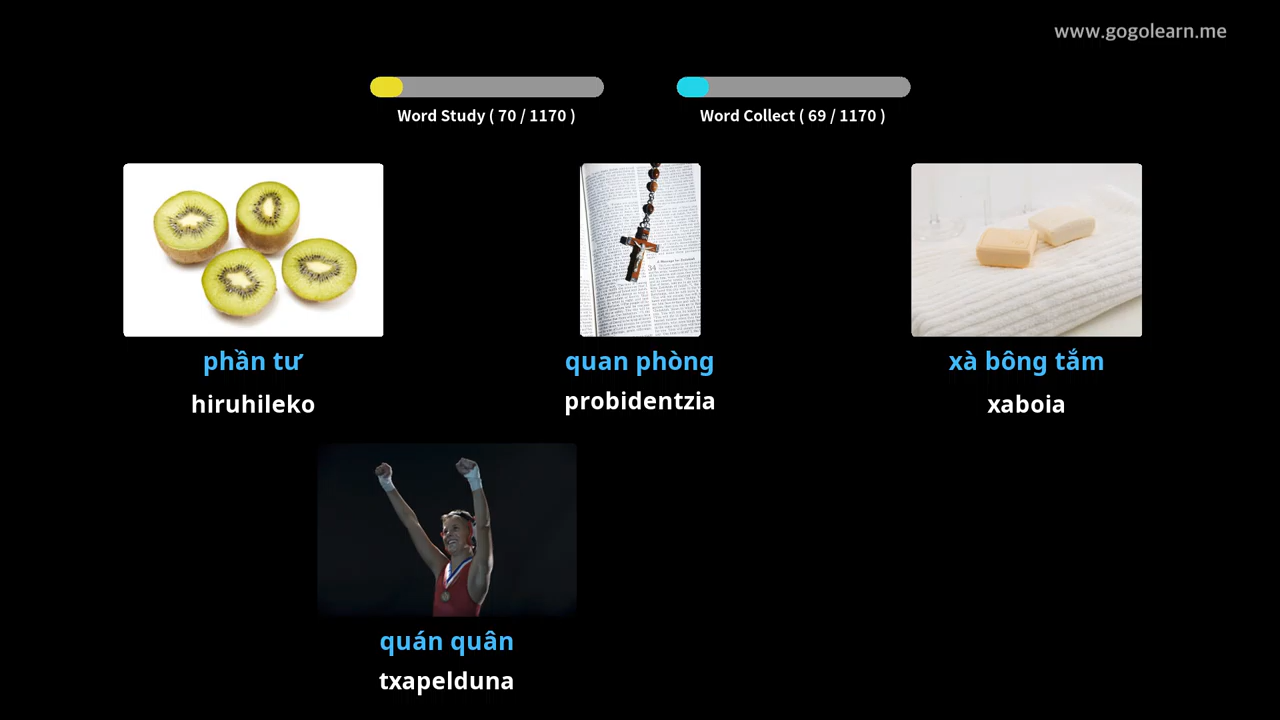 www.gogolearn.me
Word Study ( 70 / 1170 )
Word Collect ( 69 / 1170 )
phần tư
quan phòng
xà bông tắm
hiruhileko
probidentzia
xaboia
quán quân
txapelduna